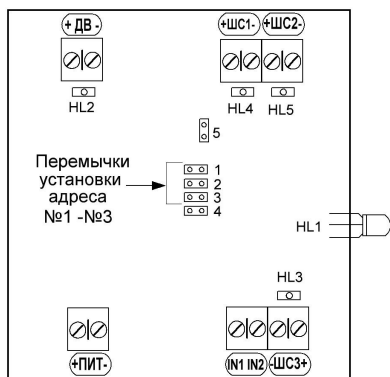 + ДВ -
+ШС1-
+ШС2-
HL2
HL4
HL5
5
Перемычки
установки
адреса
№1 -№3
1
2
3
4
HL1
HL3
+ПИТ-
IN1 IN2
-ШС3+